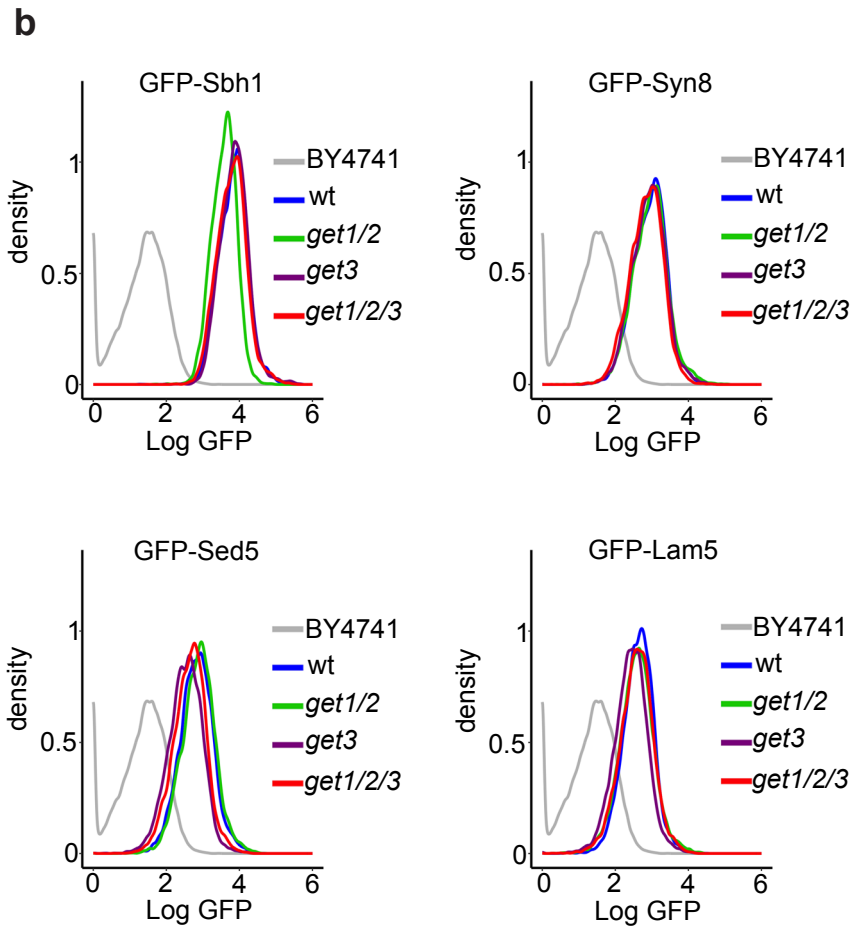 b
GFP-Sbh1
density
1
0.5
0
0 2 4 6
Log GFP
BY4741
wt
get1/2
get3
get1/2/3
GFP-Syn8
density
1
0.5
0
0 2 4 6
Log GFP
BY4741
wt
get1/2
get3
get1/2/3
GFP-Sed5
density
1
0.5
0
0 2 4 6
Log GFP
BY4741
wt
get1/2
get3
get1/2/3
GFP-Lam5
density
1
0.5
0
0 2 4 6
Log GFP
BY4741
wt
get1/2
get3
get1/2/3